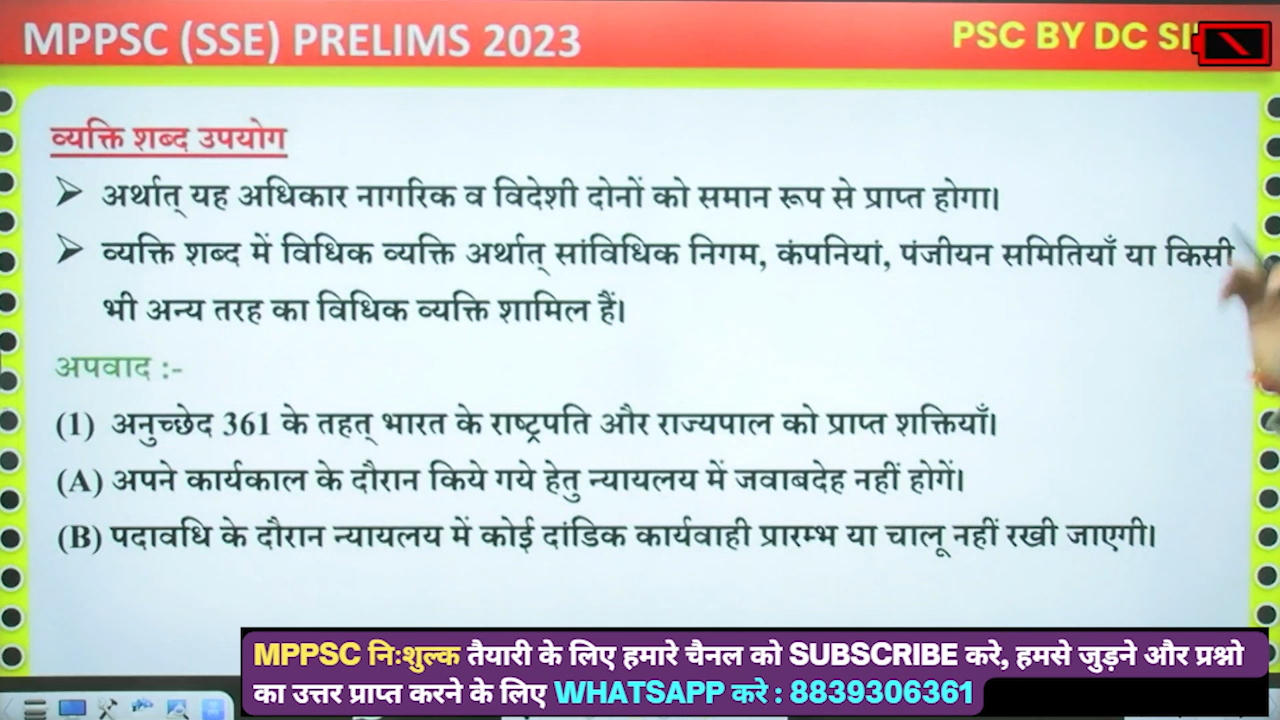 MPPSC (SSE) PRELIMS 2023
PSC BY DC
व्यक्ति शब्द उपयोग
➢ अर्थात् यह अधिकार नागरिक व विदेशी दोनों को समान रूप से प्राप्त होगा।
➢ व्यक्ति शब्द में विधिक व्यक्ति अर्थात् सांविधिक निगम, कंपनियां, पंजीयन समितियाँ या किसी
भी अन्य तरह का विधिक व्यक्ति शामिल हैं।
अपवाद :-
(1) अनुच्छेद 361 के तहत् भारत के राष्ट्रपति और राज्यपाल को प्राप्त शक्तियाँ।
(A) अपने कार्यकाल के दौरान किये गये हेतु न्यायलय में जवाबदेह नहीं होगें।
(B) पदावधि के दौरान न्यायलय में कोई दांडिक कार्यवाही प्रारम्भ या चालू नहीं रखी जाएगी।
MPPSC निःशुल्क तैयारी के लिए हमारे चैनल को SUBSCRIBE करे, हमसे जुड़ने और प्रश्नो
का उत्तर प्राप्त करने के लिए WHATSAPP करे : 8839306361